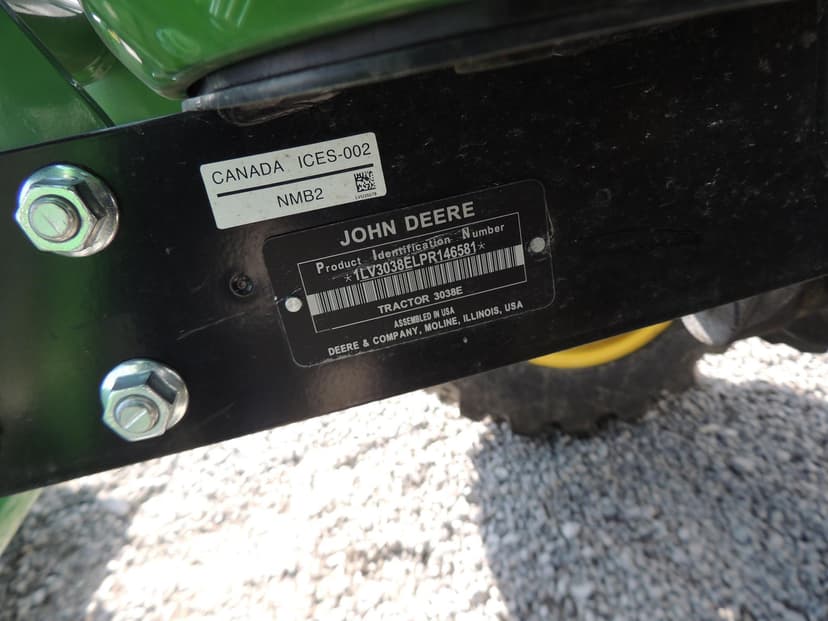 CANADA ICES-002
NMB2
JOHN DEERE
Product Identification Number
*1LV3038ELPR146581*
TRACTOR 3038E
ASSEMBLED IN USA
DEERE & COMPANY, MOLINE, ILLINOIS, USA